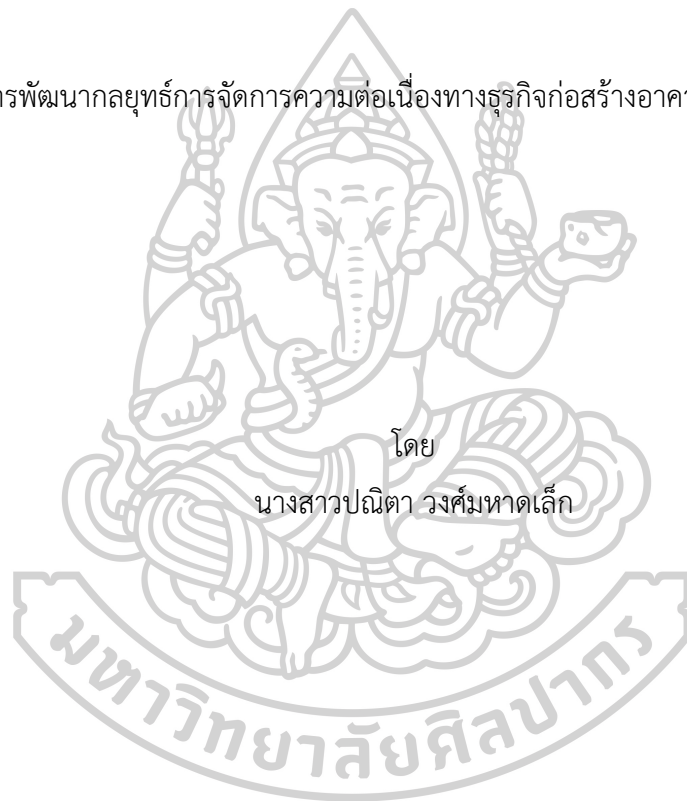 ารพัฒนากลยุทธ์การจัดการความต่อเนื่องทางธุรกิจก่อสร้างอาคา
โดย
นางสาวปณิตา วงศ์มหาดเล็ก
มหาวิทยาลัยศิลปากร